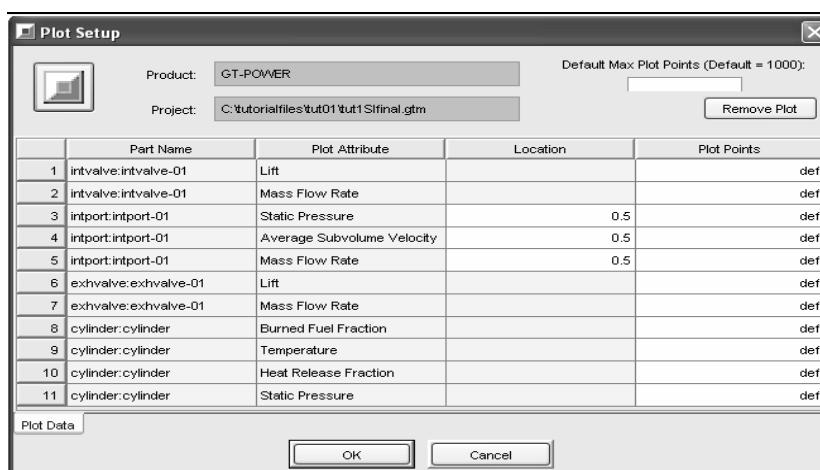 Plot Setup
Product: GT-POWER
Default Max Plot Points (Default = 1000):
Project: C:\tutorialfiles\tut01\tut1SIfinal.gtm
Remove Plot
Part Name Plot Attribute Location Plot Points
1 intvalve:intvalve-01 Lift def
2 intvalve:intvalve-01 Mass Flow Rate def
3 intport:intport-01 Static Pressure 0.5 def
4 intport:intport-01 Average Subvolume Velocity 0.5 def
5 intport:intport-01 Mass Flow Rate 0.5 def
6 exhvalve:exhvalve-01 Lift def
7 exhvalve:exhvalve-01 Mass Flow Rate def
8 cylinder:cylinder Burned Fuel Fraction def
9 cylinder:cylinder Temperature def
10 cylinder:cylinder Heat Release Fraction def
11 cylinder:cylinder Static Pressure def
Plot Data
OK Cancel